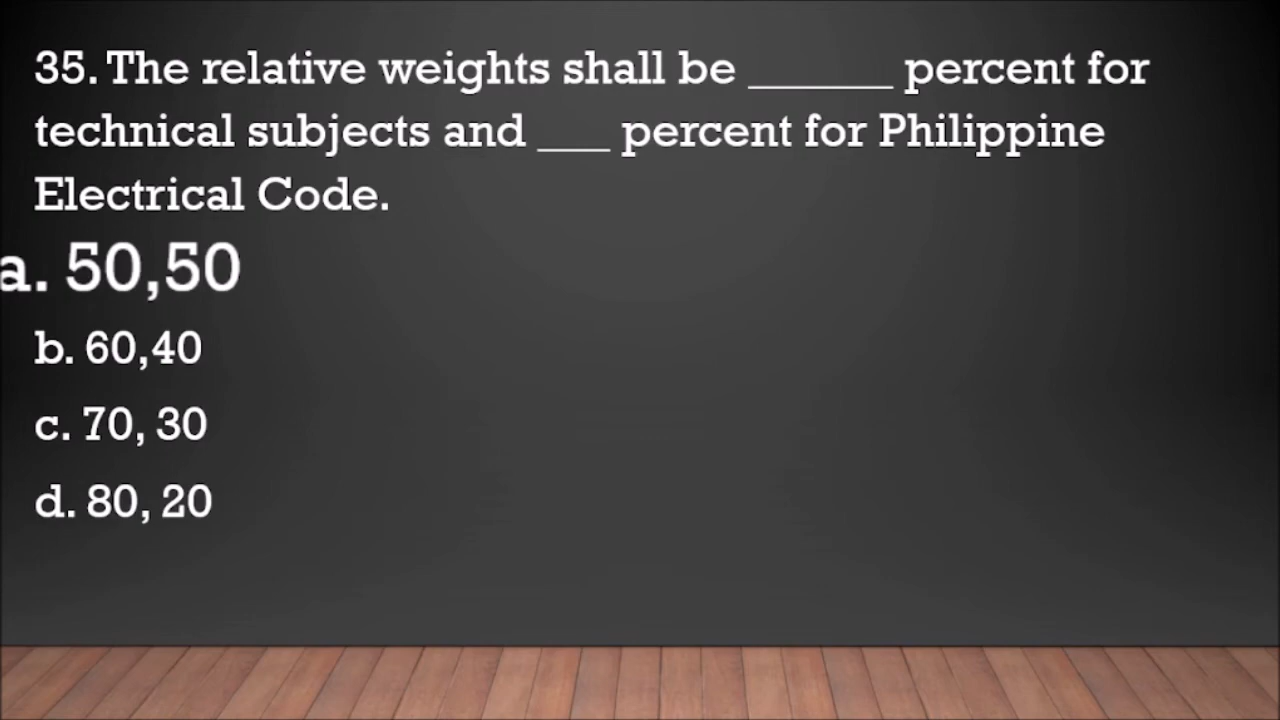 35. The relative weights shall be ______ percent for
technical subjects and ___ percent for Philippine
Electrical Code.
a. 50,50
b. 60,40
c. 70, 30
d. 80, 20